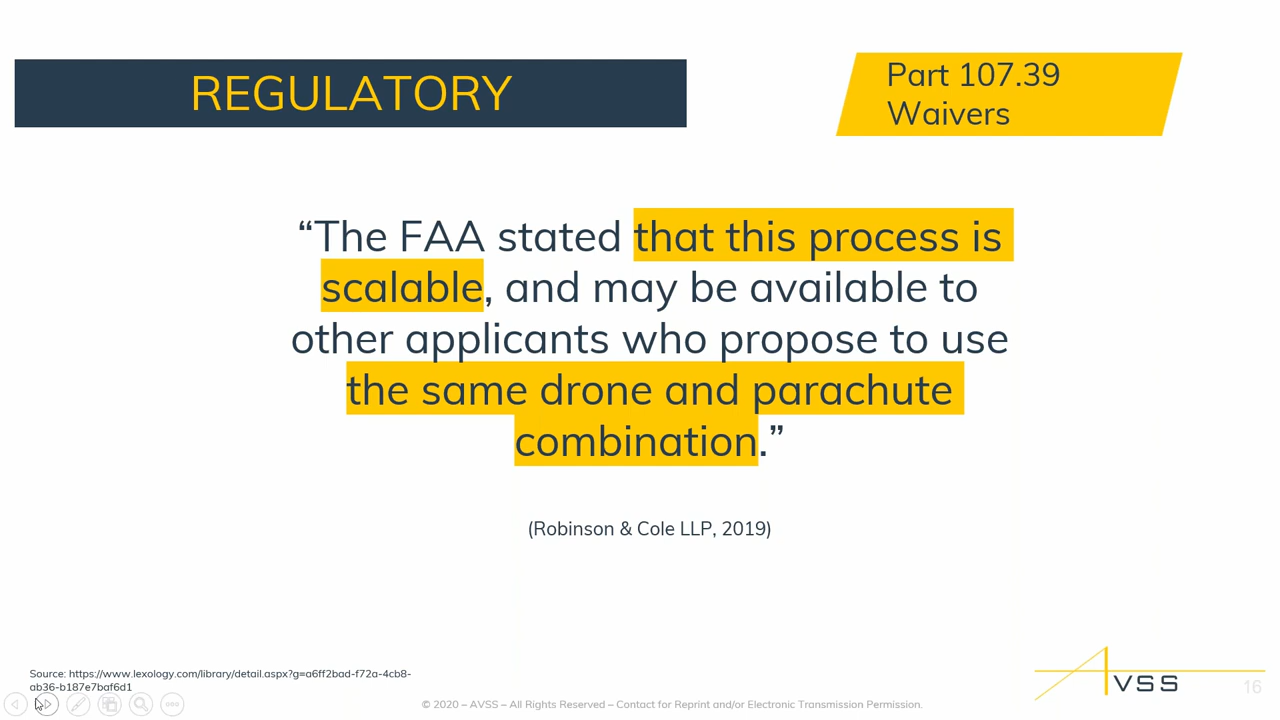 REGULATORY
Part 107.39
Waivers
“The FAA stated that this process is
scalable, and may be available to
other applicants who propose to use
the same drone and parachute
combination.”
(Robinson & Cole LLP, 2019)
Source: https://www.lexology.com/library/detail.aspx?g=a6ff2bad-f72a-4cb8-
ab36-b187e7baf6d1
© 2020 – AVSS – All Rights Reserved – Contact for Reprint and/or Electronic Transmission Permission.
AVSS
16